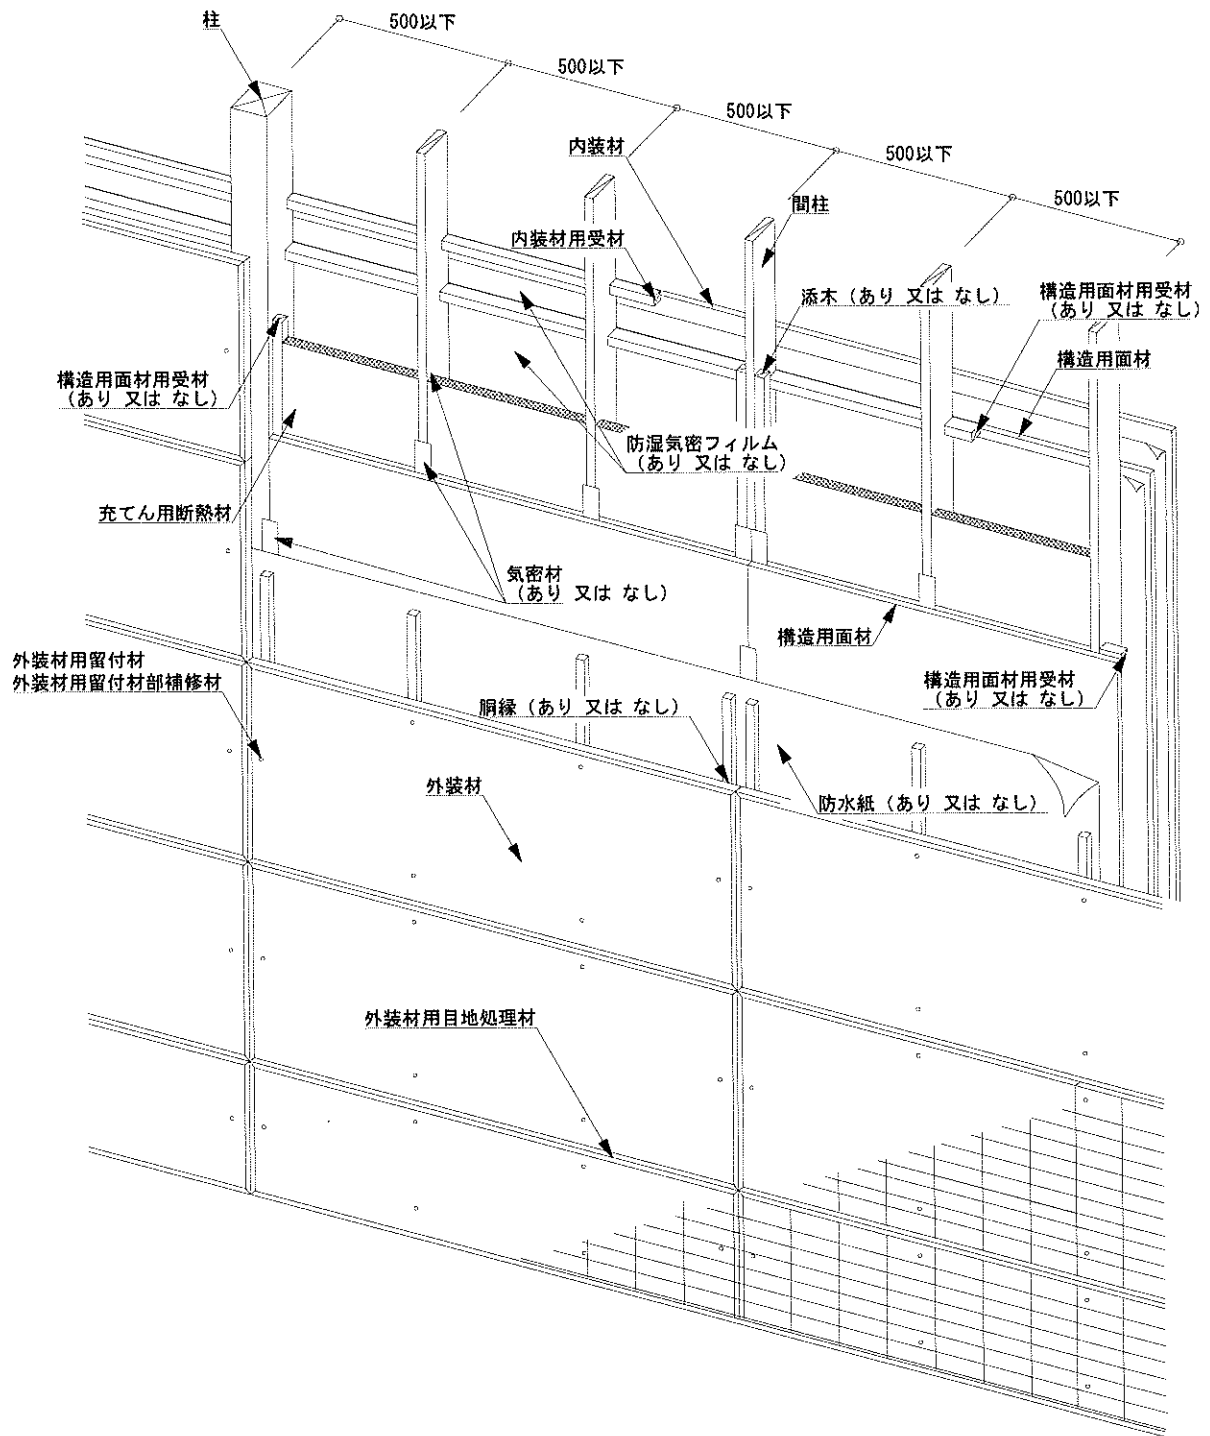 柱
500以下
500以下
500以下
500以下
500以下
内装材
間柱
内装材用受材
添木（あり 又は なし）
構造用面材用受材
（あり 又は なし）
構造用面材
構造用面材用受材
（あり 又は なし）
防湿気密フィルム
（あり 又は なし）
充てん用断熱材
気密材
（あり 又は なし）
構造用面材
外装材用留付材
外装材用留付材部補修材
構造用面材用受材
（あり 又は なし）
胴縁（あり 又は なし）
外装材
防水紙（あり 又は なし）
外装材用目地処理材